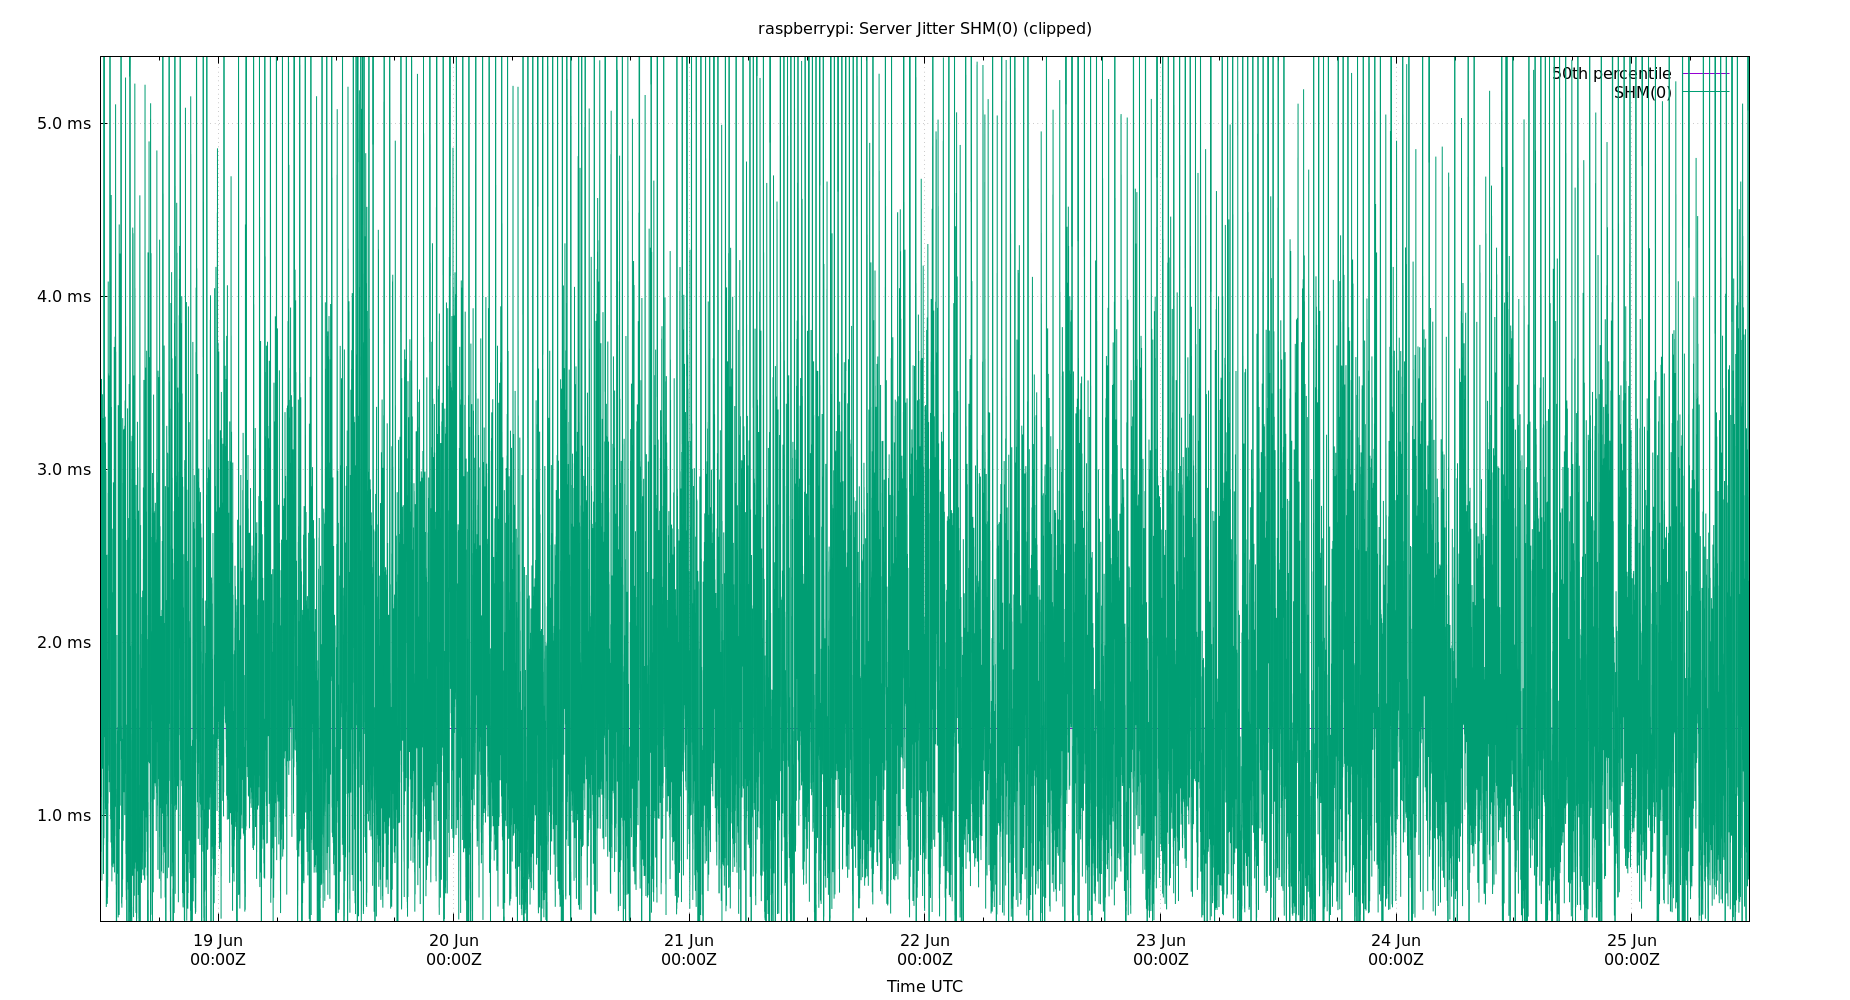 raspberrypi: Server Jitter SHM(0) (clipped)
50th percentile
SHM(0)
5.0 ms
4.0 ms
3.0 ms
2.0 ms
1.0 ms
19 Jun 20 Jun 21 Jun 22 Jun 23 Jun 24 Jun 25 Jun
00:00Z 00:00Z 00:00Z 00:00Z 00:00Z 00:00Z 00:00Z
Time UTC